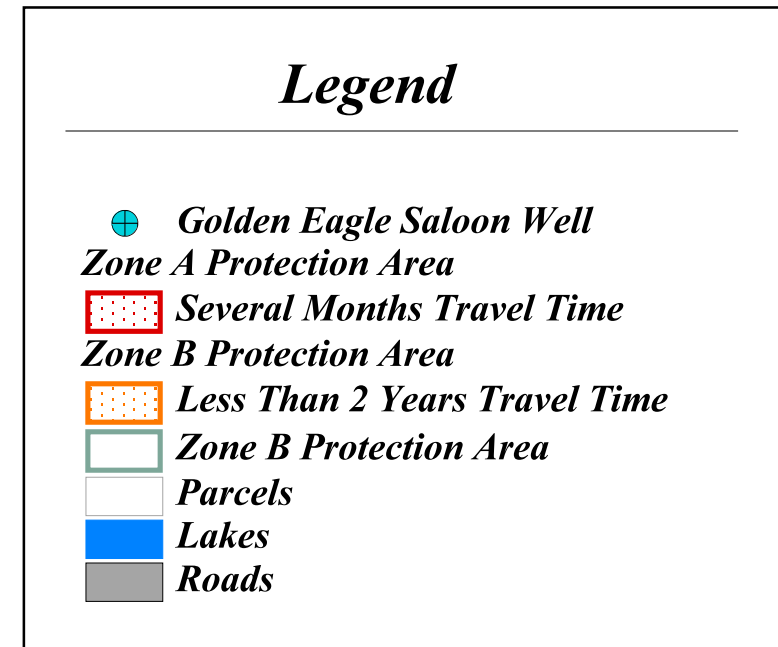 Legend
Golden Eagle Saloon Well
Zone A Protection Area
Several Months Travel Time
Zone B Protection Area
Less Than 2 Years Travel Time
Zone B Protection Area
Parcels
Lakes
Roads